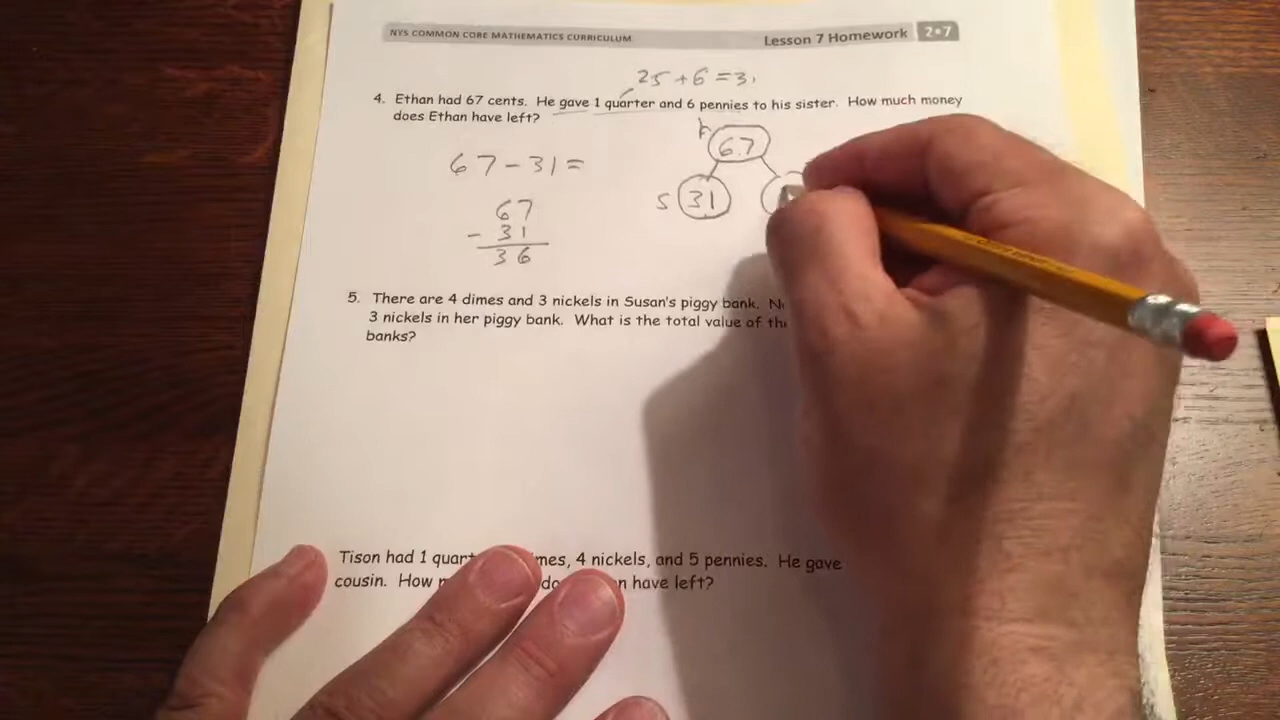 NYS COMMON CORE MATHEMATICS CURRICULUM
Lesson 7 Homework 2•7
25+6=31
4. Ethan had 67 cents. He gave 1 quarter and 6 pennies to his sister. How much money
does Ethan have left?
67-31=
67
67
S 31
- 31
36
5. There are 4 dimes and 3 nickels in Susan's piggy bank.
3 nickels in her piggy bank. What is the total value of
banks?
Tison had 1 4 nickels, and 5 pennies. He gave
cousin. How have left?